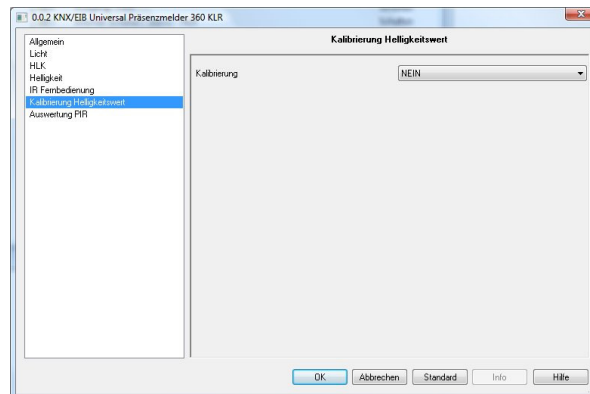 0.0.2 KNX/EIB Universal Präsenzmelder 360 KLR
Allgemein
Licht
HLK
Helligkeit
IR Fernbedienung
Kalibrierung Helligkeitswert
Auswertung PIR
Kalibrierung Helligkeitswert
Kalibrierung
NEIN
OK
Abbrechen
Standard
Info
Hilfe